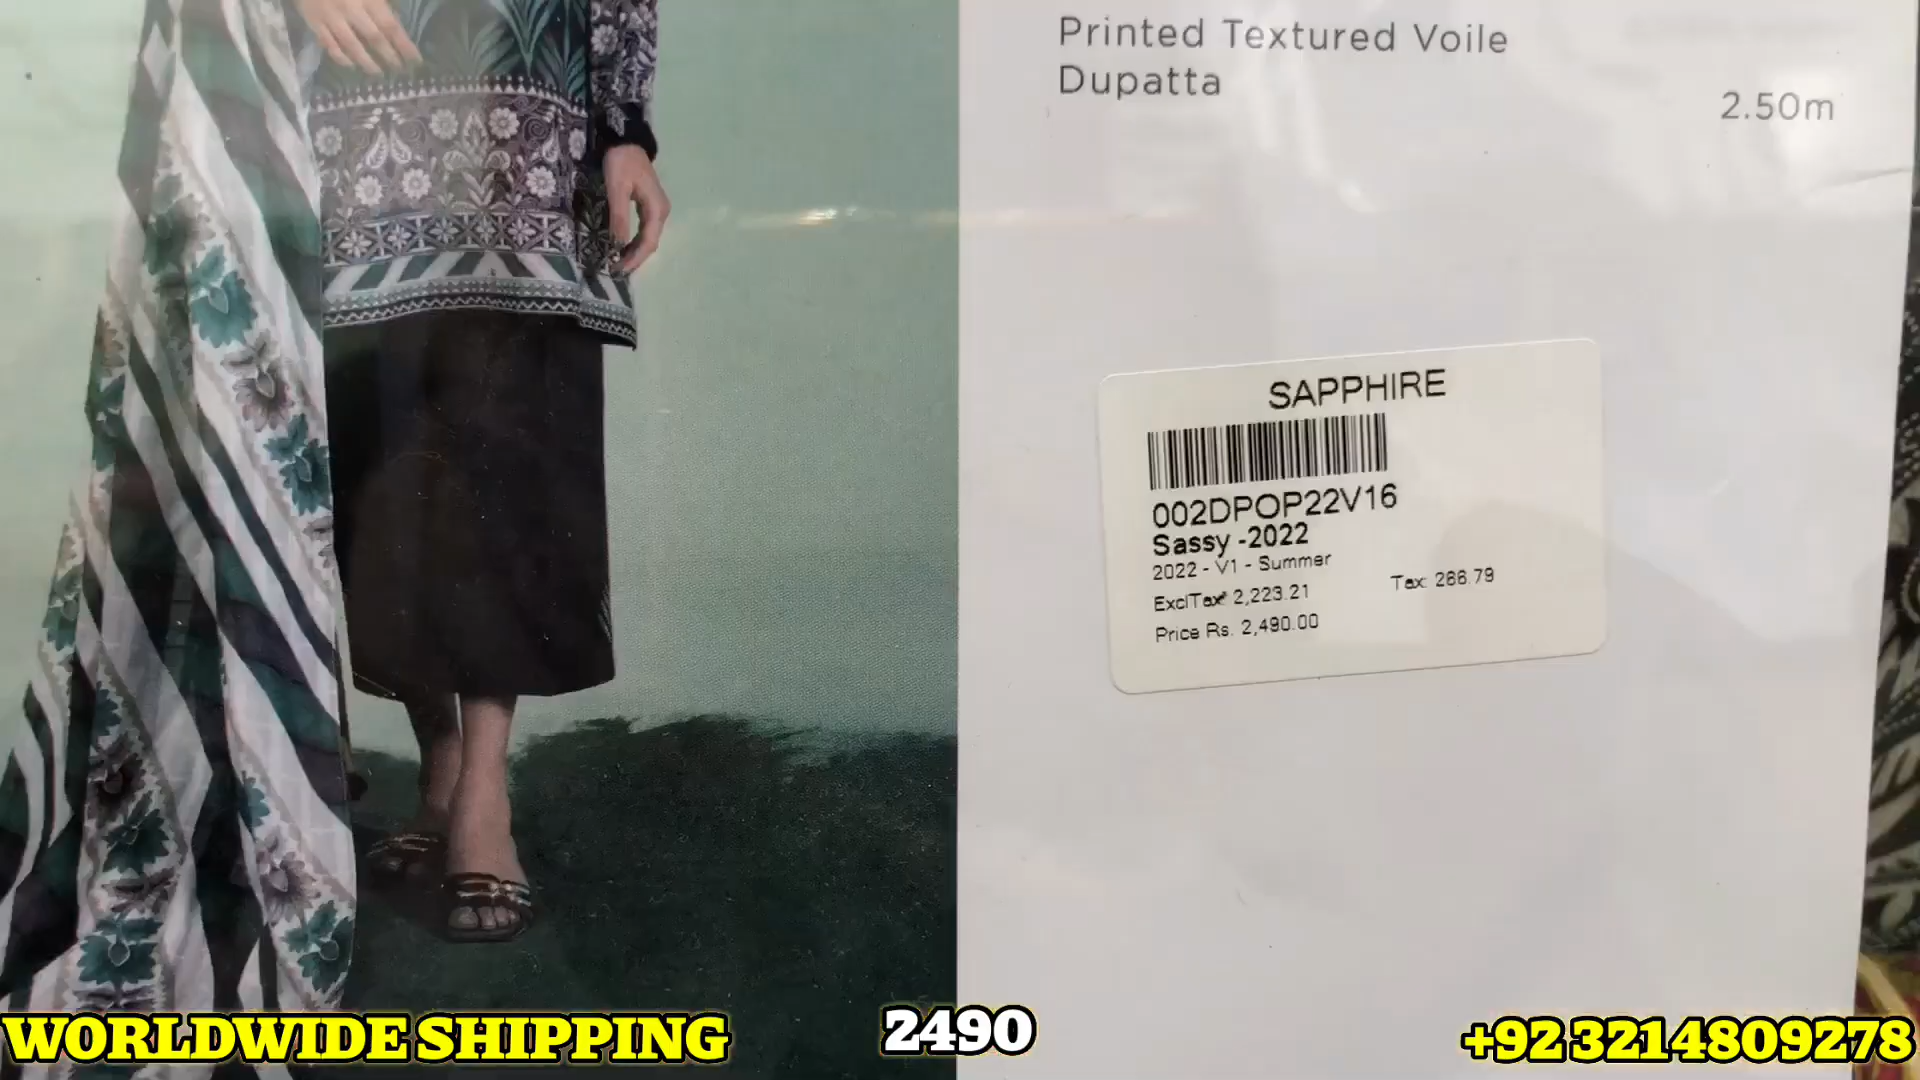 Printed Textured Voile
Dupatta
2.50m
SAPPHIRE
002DPOP22V16
Sassy -2022
2022 - V1 - Summer
ExclTax 2,223.21
Tax: 266.79
Price Rs. 2,490.00
WORLDWIDE SHIPPING
2490
+92 3214809278